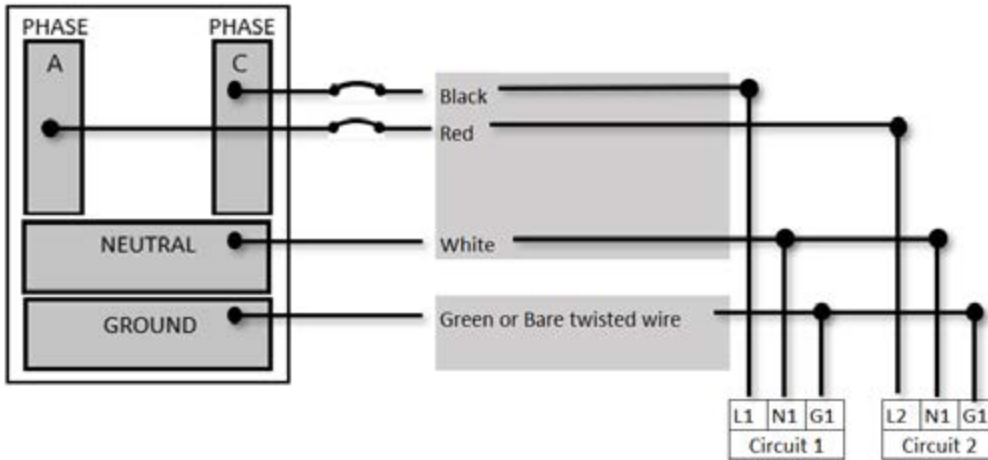 PHASE PHASE
A C
Black
Red
NEUTRAL
White
GROUND
Green or Bare twisted wire
L1 N1 G1
Circuit 1
L2 N1 G1
Circuit 2